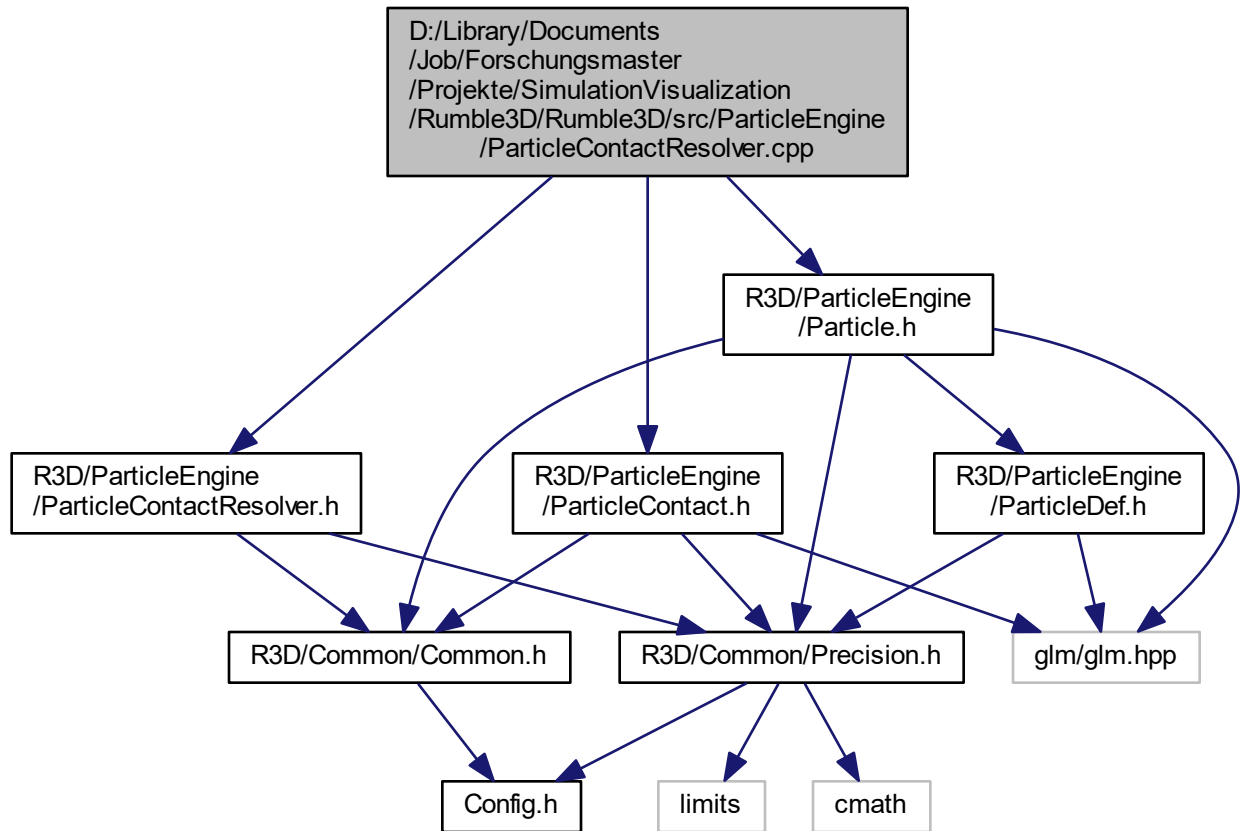 D:/Library/Documents
/Job/Forschungsmaster
/Projekte/SimulationVisualization
/Rumble3D/Rumble3D/src/ParticleEngine
/ParticleContactResolver.cpp
R3D/ParticleEngine
/Particle.h
R3D/ParticleEngine
/ParticleContactResolver.h
R3D/ParticleEngine
/ParticleContact.h
R3D/ParticleEngine
/ParticleDef.h
R3D/Common/Common.h
R3D/Common/Precision.h
glm/glm.hpp
Config.h
limits
cmath